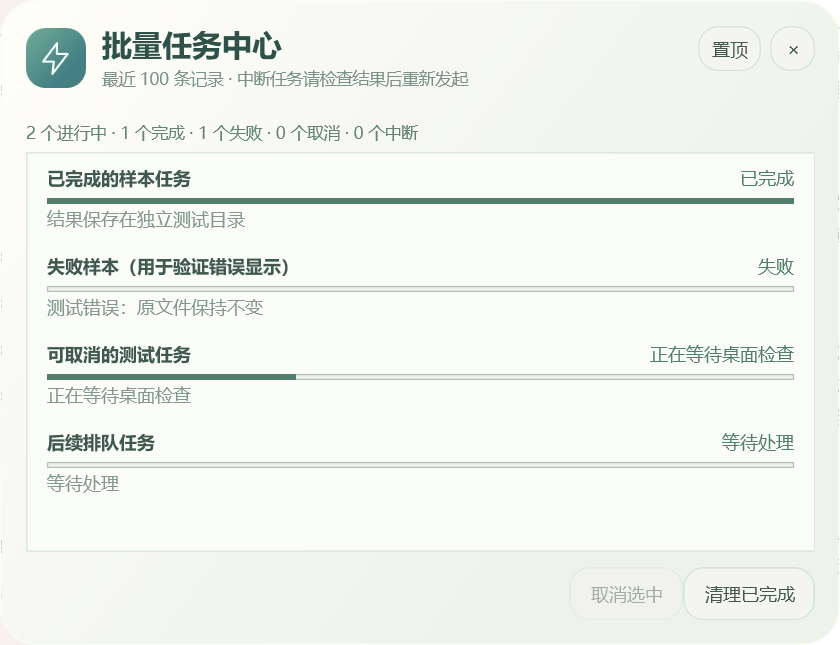 批量任务中心
置顶
×
最近 100 条记录 · 中断任务请检查结果后重新发起
2 个进行中 · 1 个完成 · 1 个失败 · 0 个取消 · 0 个中断
已完成的样本任务
已完成
结果保存在独立测试目录
失败样本（用于验证错误显示）
失败
测试错误：原文件保持不变
可取消的测试任务
正在等待桌面检查
正在等待桌面检查
后续排队任务
等待处理
等待处理
取消选中
清理已完成